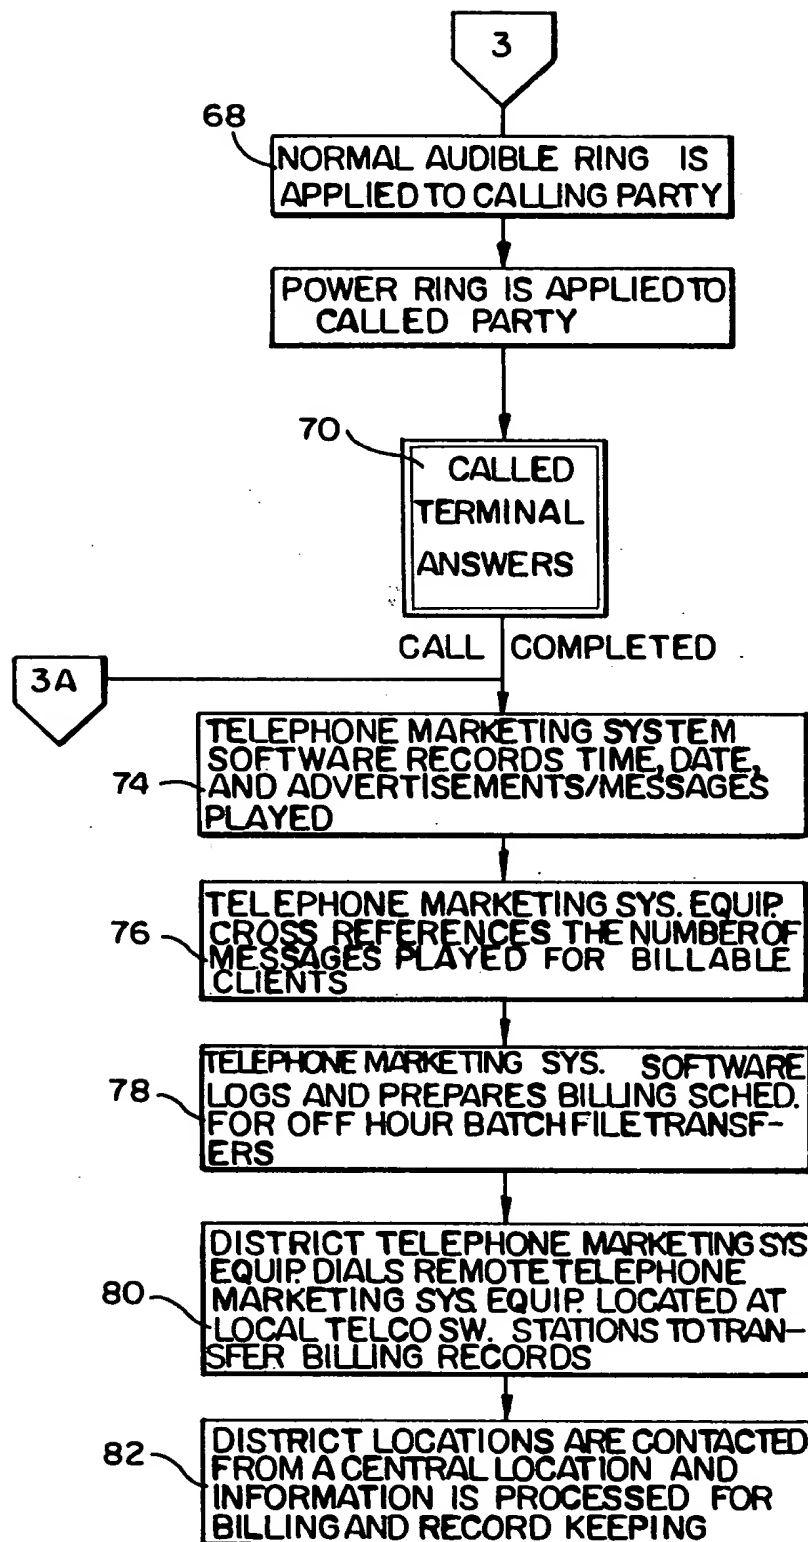 3
68
NORMAL AUDIBLE RING IS
APPLIED TO CALLING PARTY
POWER RING IS APPLIED TO
CALLED PARTY
70
CALLED
TERMINAL
ANSWERS
CALL COMPLETED
3A
74
TELEPHONE MARKETING SYSTEM
SOFTWARE RECORDS TIME, DATE,
AND ADVERTISEMENTS/MESSAGES
PLAYED
76
TELEPHONE MARKETING SYS. EQUIP.
CROSS REFERENCES THE NUMBER OF
MESSAGES PLAYED FOR BILLABLE
CLIENTS
78
TELEPHONE MARKETING SYS. SOFTWARE
LOGS AND PREPARES BILLING SCHED.
FOR OFF HOUR BATCH FILE TRANSF-
ERS
80
DISTRICT TELEPHONE MARKETING SYS
EQUIP. DIALS REMOTE TELEPHONE
MARKETING SYS. EQUIP. LOCATED AT
LOCAL TELCO SW. STATIONS TO TRAN-
SFER BILLING RECORDS
82
DISTRICT LOCATIONS ARE CONTACTED
FROM A CENTRAL LOCATION AND
INFORMATION IS PROCESSED FOR
BILLING AND RECORD KEEPING